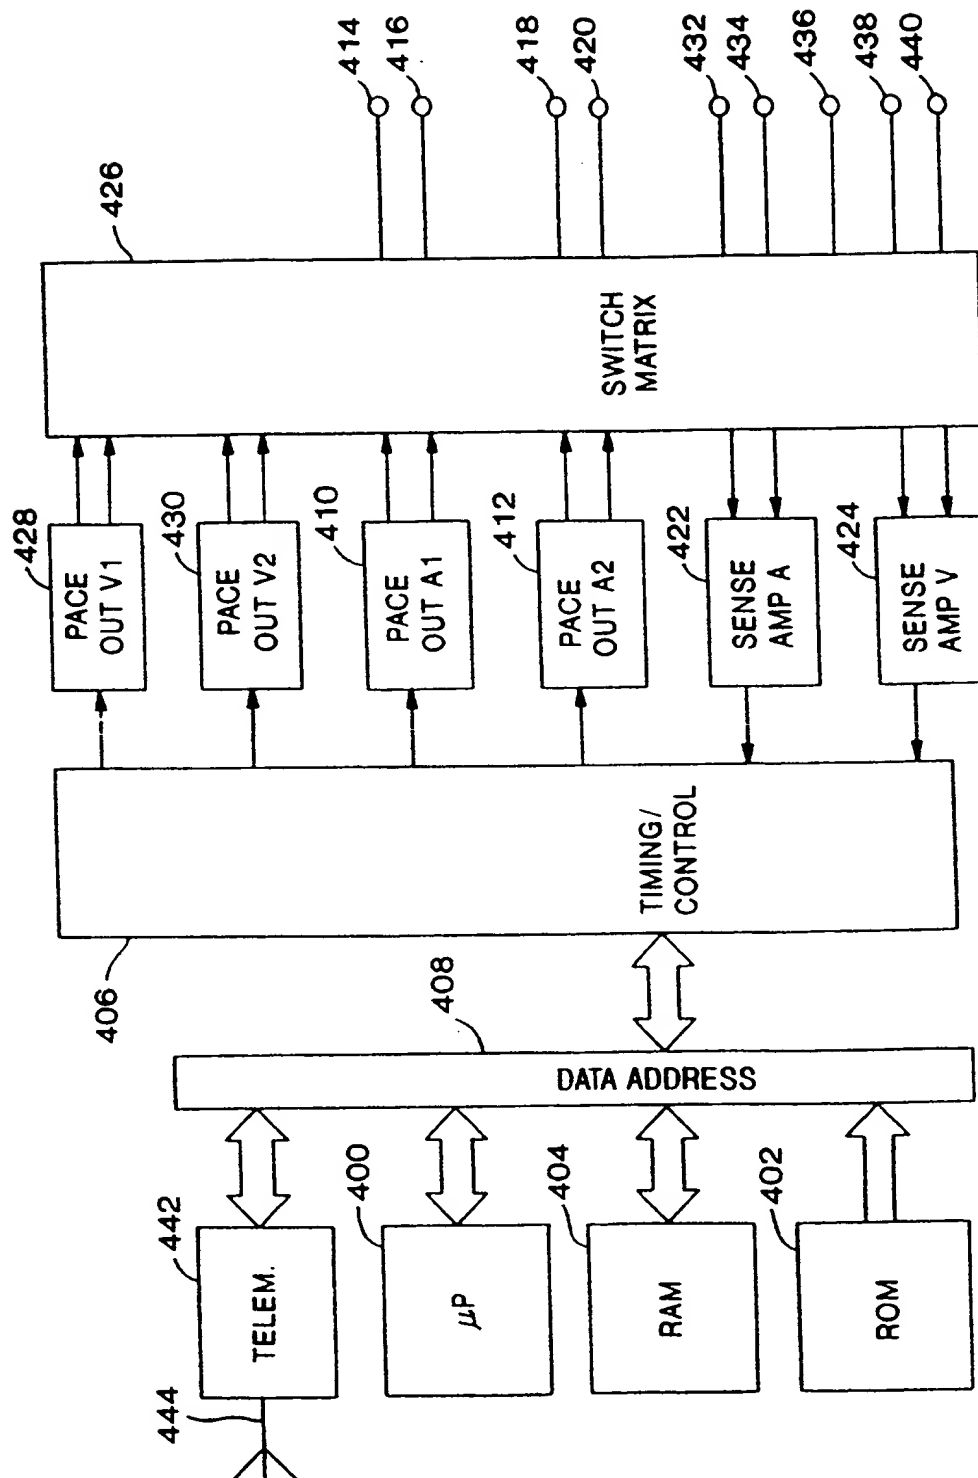 444
442
TELEM.
400
μP
404
RAM
402
ROM
408
DATA ADDRESS
406
TIMING/
CONTROL
428
PACE
OUT V1
430
PACE
OUT V2
410
PACE
OUT A1
412
PACE
OUT A2
422
SENSE
AMP A
424
SENSE
AMP V
426
SWITCH
MATRIX
414
416
418
420
432
434
436
438
440